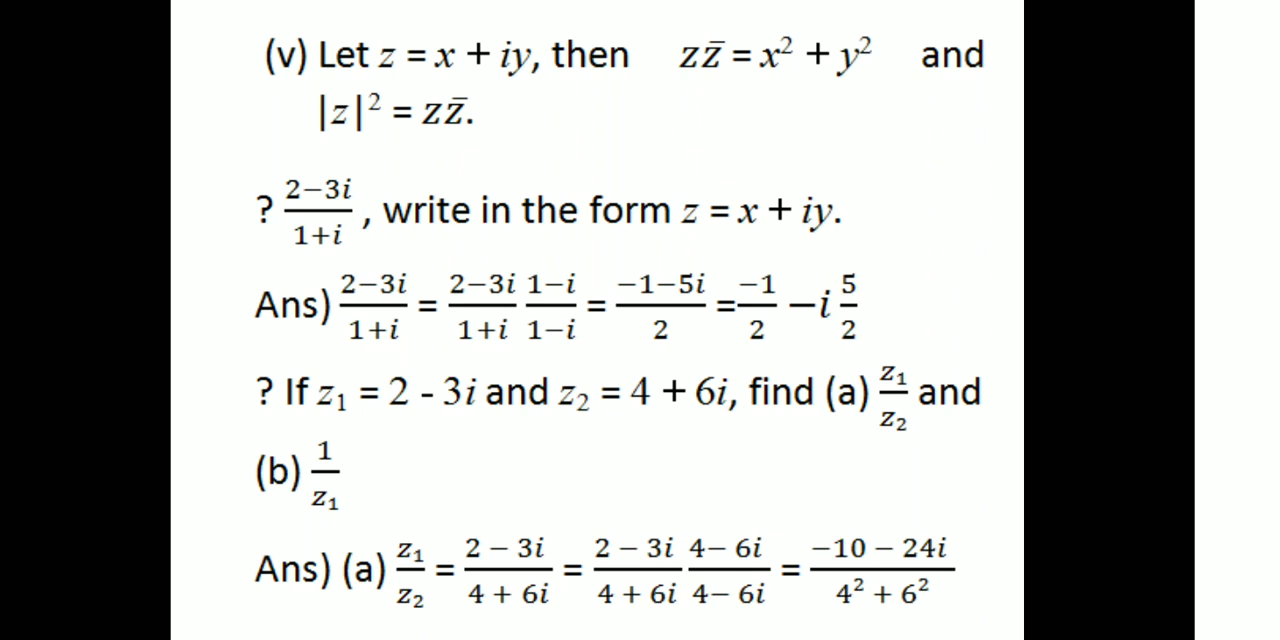 (v) Let z = x + iy, then zz̄ = x² + y² and
|z|² = zz̄.
? (2−3i)/(1+i) , write in the form z = x + iy.
Ans) (2−3i)/(1+i) = (2−3i)/(1+i) (1−i)/(1−i) = (−1−5i)/2 = (−1)/2 −i 5/2
? If z₁ = 2 - 3i and z₂ = 4 + 6i, find (a) z₁/z₂ and
(b) 1/z₁
Ans) (a) z₁/z₂ = (2 − 3i)/(4 + 6i) = (2 − 3i)/(4 + 6i) (4− 6i)/(4− 6i) = (−10 − 24i)/(4² + 6²)